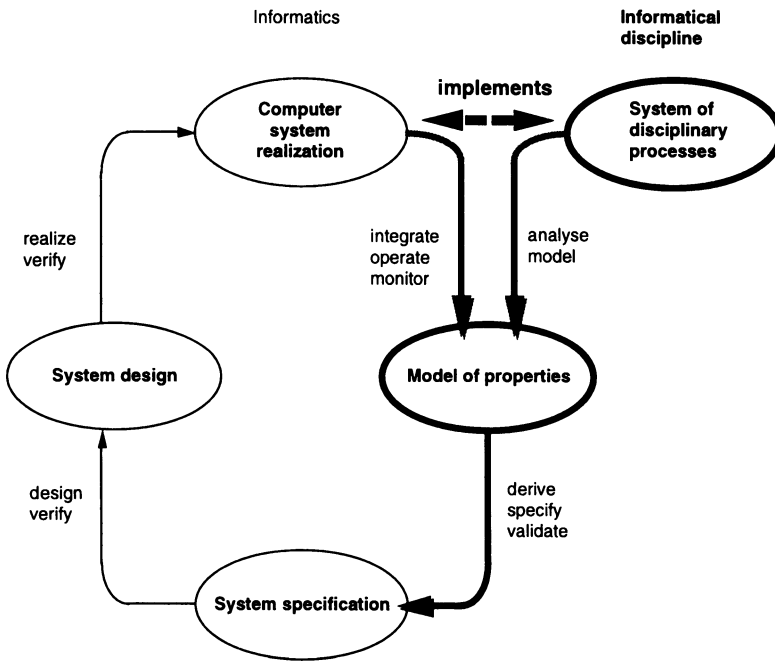 Informatics
Informatical
discipline
implements
Computer
system
realization
System of
disciplinary
processes
realize
verify
integrate
operate
monitor
analyse
model
System design
Model of properties
design
verify
derive
specify
validate
System specification